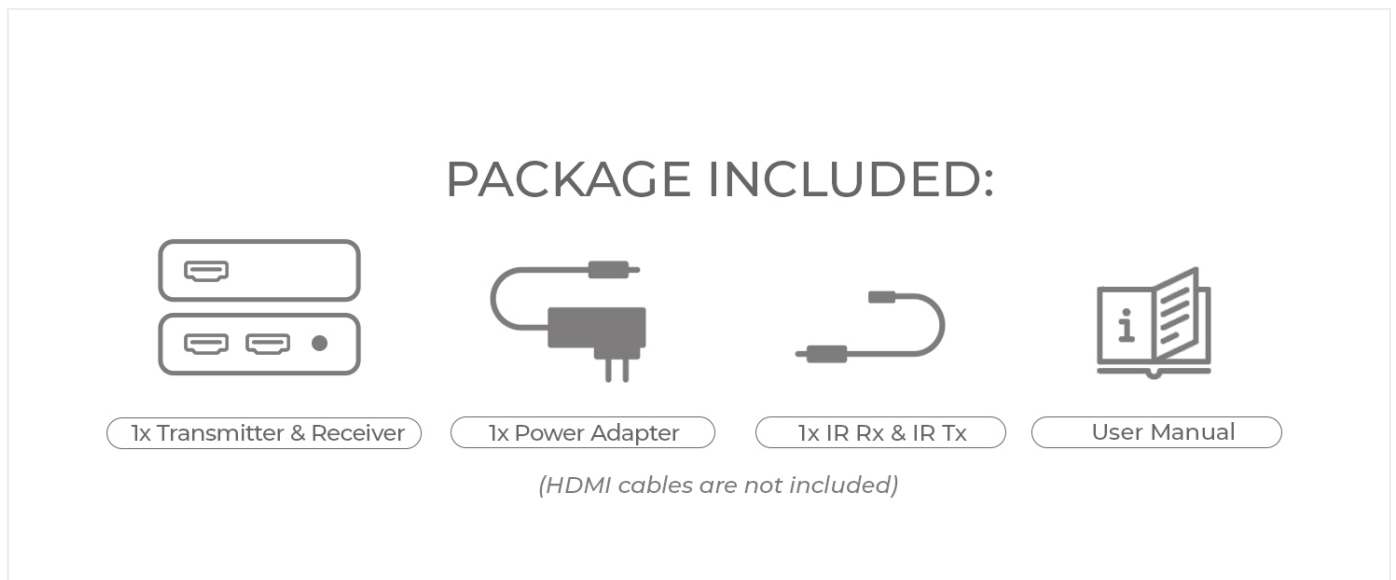 PACKAGE INCLUDED:
i
1x Transmitter & Receiver
1x Power Adapter
1x IR Rx & IR Tx
User Manual
(HDMI cables are not included)